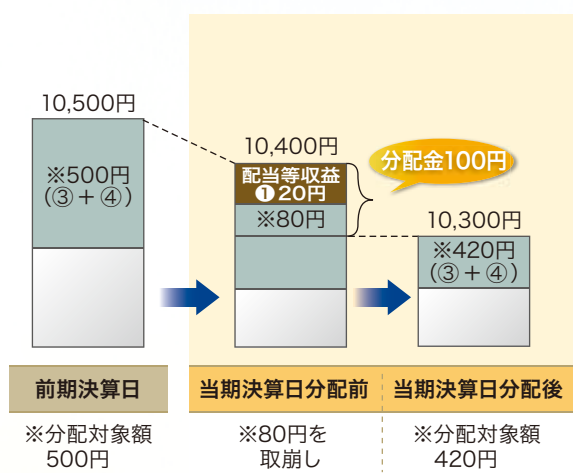 10,500円
※500円
(③+④)
10,400円
配当等収益
❶20円
※80円
分配金100円
10,300円
※420円
(③+④)
前期決算日
当期決算日分配前
当期決算日分配後
※分配対象額
500円
※80円を
取崩し
※分配対象額
420円